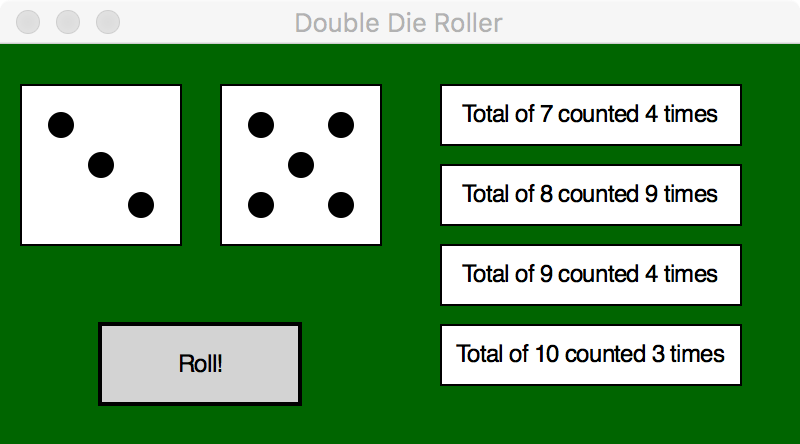 Double Die Roller
Total of 7 counted 4 times
Total of 8 counted 9 times
Total of 9 counted 4 times
Total of 10 counted 3 times
Roll!